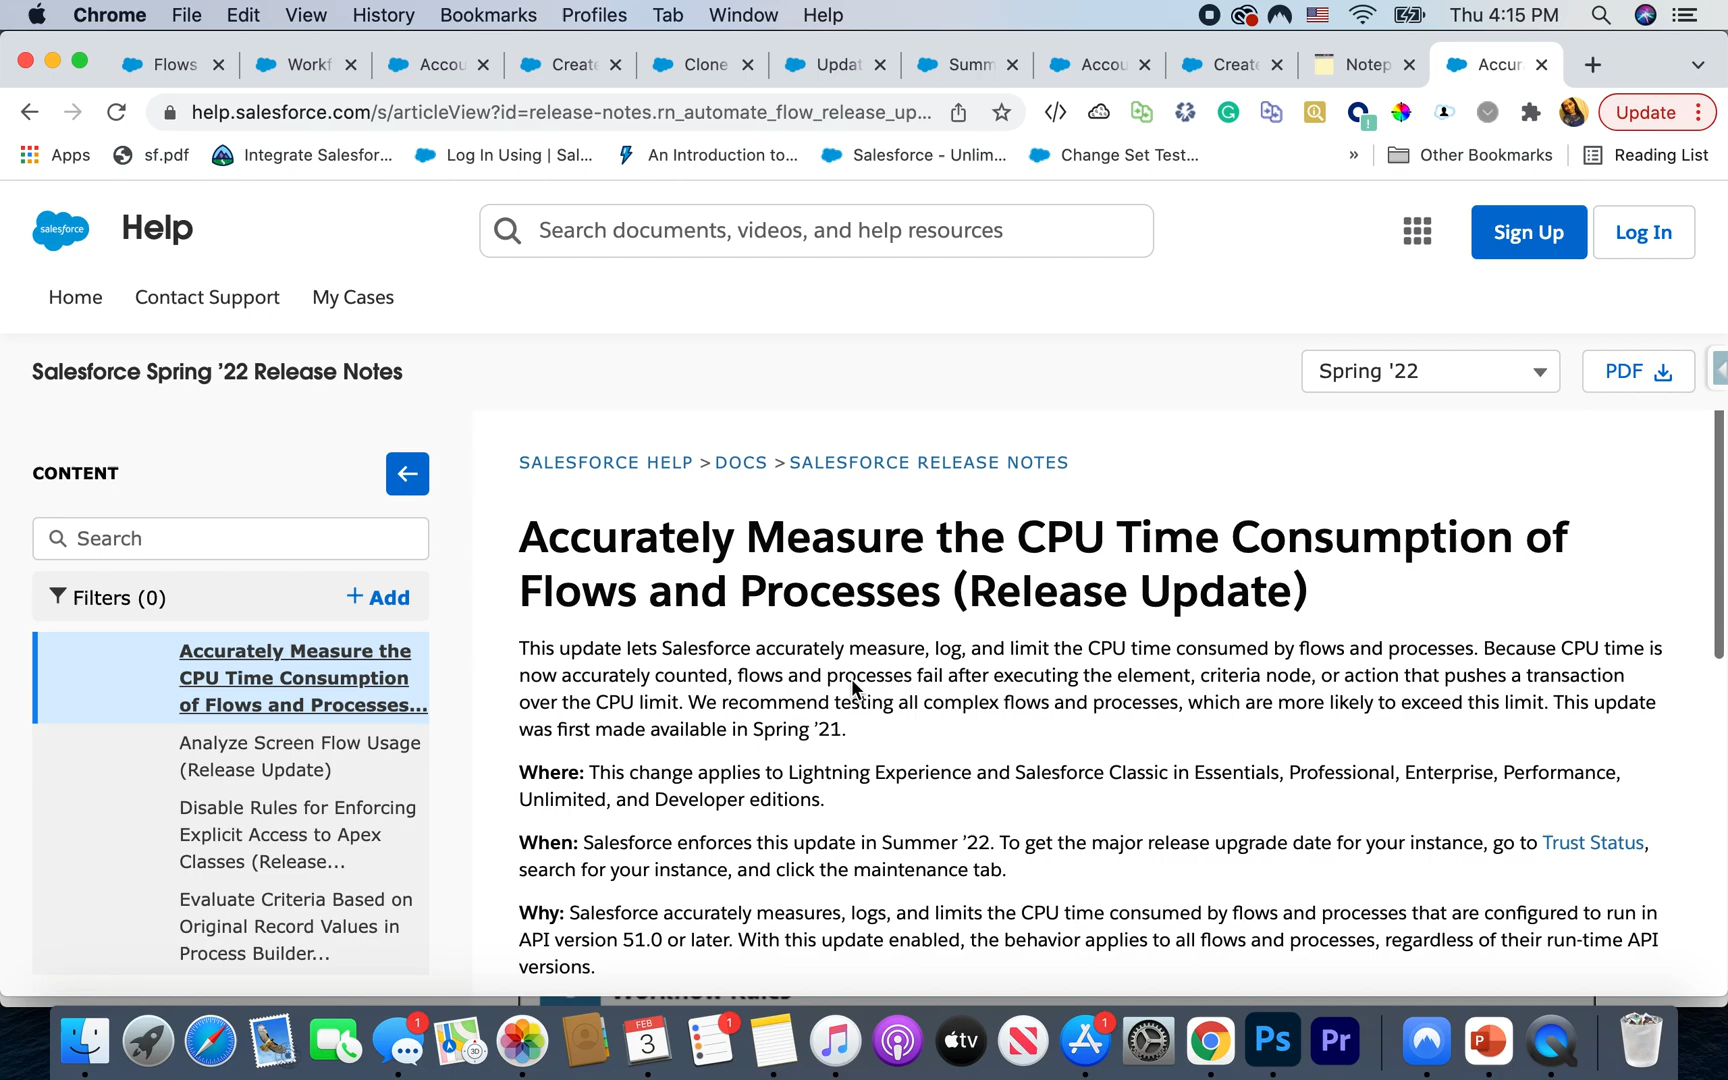 Chrome File Edit View History Bookmarks Profiles Tab Window Help Thu 4:15 PM
Flows Workf Accou Create Clone Updat Summ Accou Create Notep Accur
help.salesforce.com/s/articleView?id=release-notes.rn_automate_flow_release_up... Update
Apps sf.pdf Integrate Salesfor... Log In Using | Sal... An Introduction to... Salesforce - Unlim... Change Set Test... » Other Bookmarks Reading List
salesforce Help Search documents, videos, and help resources Sign Up Log In
Home Contact Support My Cases
Salesforce Spring ’22 Release Notes Spring '22 PDF
CONTENT
Search
Filters (0) + Add
Accurately Measure the
CPU Time Consumption
of Flows and Processes...
Analyze Screen Flow Usage
(Release Update)
Disable Rules for Enforcing
Explicit Access to Apex
Classes (Release...
Evaluate Criteria Based on
Original Record Values in
Process Builder...
SALESFORCE HELP > DOCS > SALESFORCE RELEASE NOTES
Accurately Measure the CPU Time Consumption of
Flows and Processes (Release Update)
This update lets Salesforce accurately measure, log, and limit the CPU time consumed by flows and processes. Because CPU time is
now accurately counted, flows and processes fail after executing the element, criteria node, or action that pushes a transaction
over the CPU limit. We recommend testing all complex flows and processes, which are more likely to exceed this limit. This update
was first made available in Spring ’21.
Where: This change applies to Lightning Experience and Salesforce Classic in Essentials, Professional, Enterprise, Performance,
Unlimited, and Developer editions.
When: Salesforce enforces this update in Summer ’22. To get the major release upgrade date for your instance, go to Trust Status,
search for your instance, and click the maintenance tab.
Why: Salesforce accurately measures, logs, and limits the CPU time consumed by flows and processes that are configured to run in
API version 51.0 or later. With this update enabled, the behavior applies to all flows and processes, regardless of their run-time API
versions.
1 3D FEB 3 1 tv 1 Ps Pr P